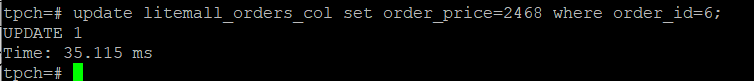 tpch=# update litemall_orders_col set order_price=2468 where order_id=6;
UPDATE 1
Time: 35.115 ms
tpch=#